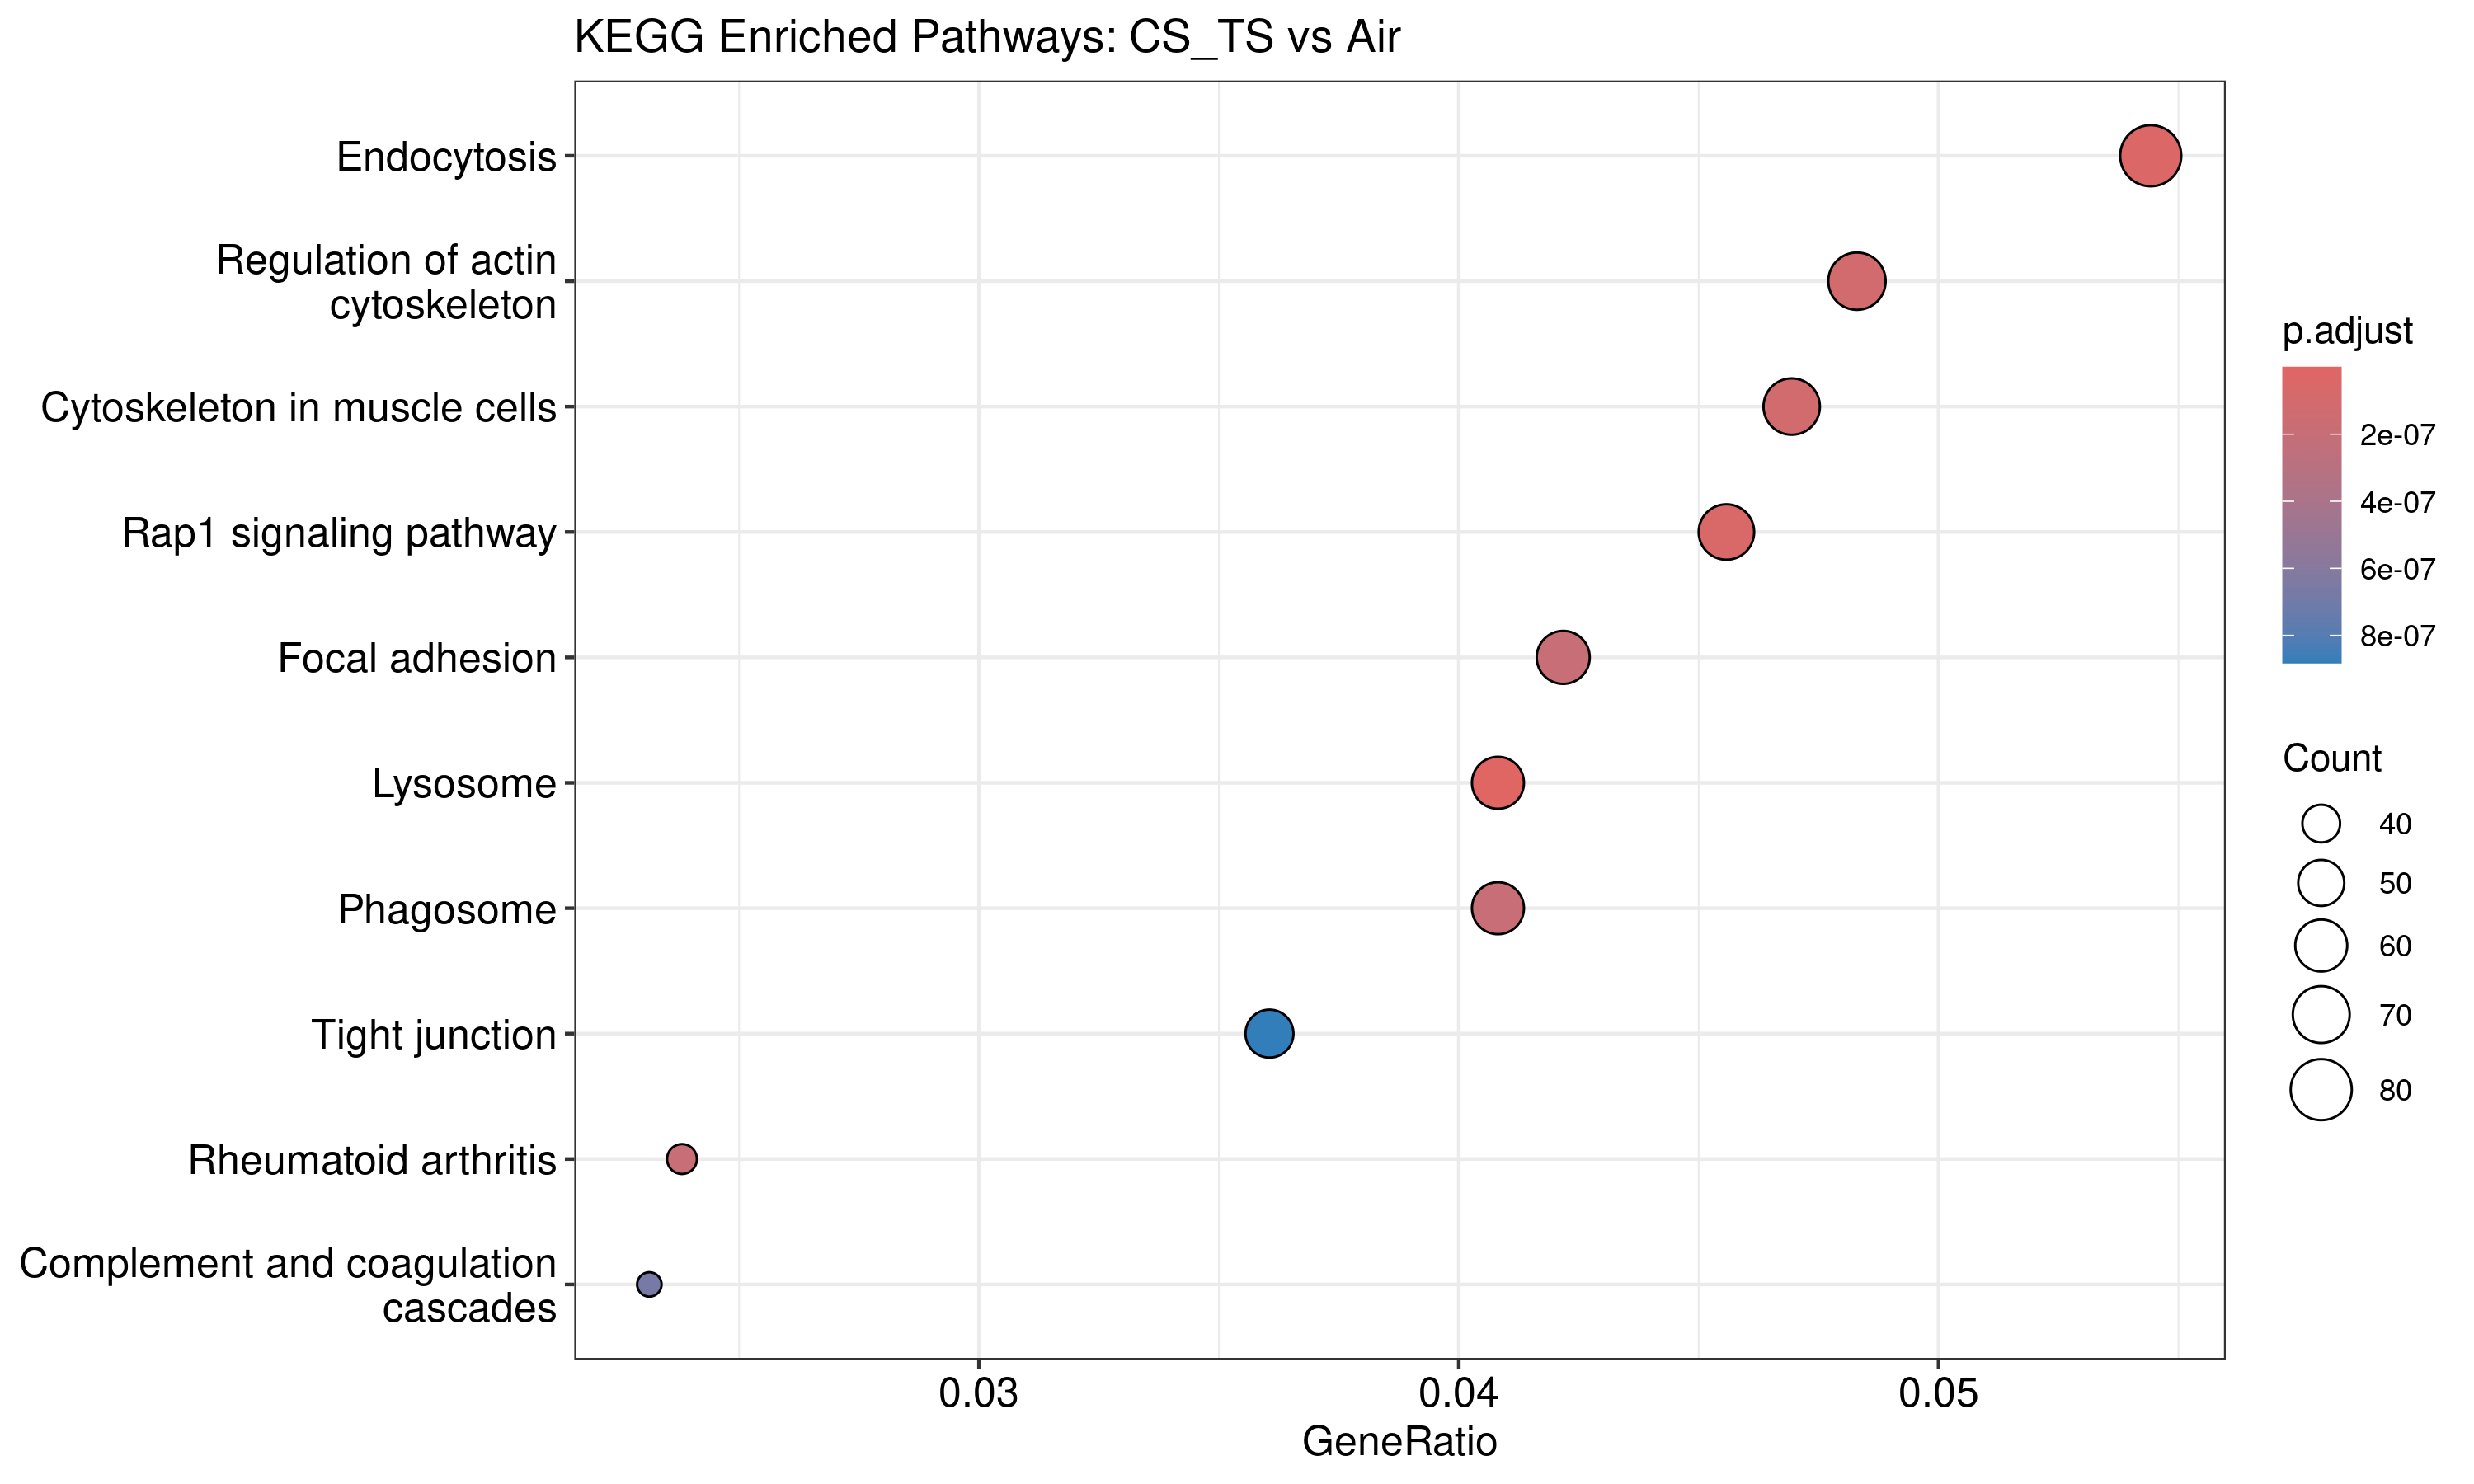 KEGG Enriched Pathways: CS_TS vs Air
Endocytosis
Regulation of actin
cytoskeleton
Cytoskeleton in muscle cells
Rap1 signaling pathway
Focal adhesion
Lysosome
Phagosome
Tight junction
Rheumatoid arthritis
Complement and coagulation
cascades
0.03
0.04
0.05
GeneRatio
p.adjust
2e-07
4e-07
6e-07
8e-07
Count
40
50
60
70
80